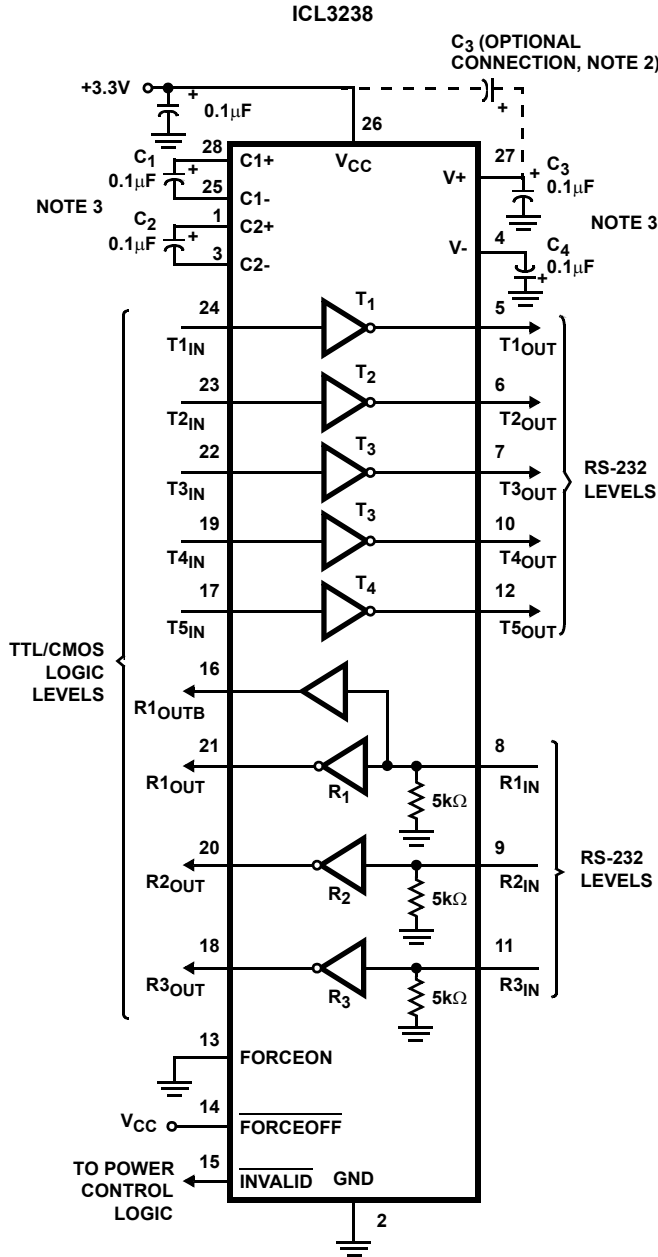 ICL3238
C3 (OPTIONAL
CONNECTION, NOTE 2)
+3.3V
+
0.1μF
+
26
28
C1+
VCC
27
C1
0.1μF
+
V+
+
C3
0.1μF
25
C1-
NOTE 3
1
C2+
NOTE 3
C2
0.1μF
+
V-
4
C4
0.1μF
+
3
C2-
24
T1
5
T1IN
T1OUT
23
T2
6
T2IN
T2OUT
22
T3
7
T3IN
T3OUT
RS-232
LEVELS
19
T3
10
T4IN
T4OUT
17
T4
12
T5IN
T5OUT
TTL/CMOS
LOGIC
LEVELS
16
R1OUTB
21
8
R1OUT
R1
5kΩ
R1IN
20
9
R2OUT
R2
5kΩ
R2IN
RS-232
LEVELS
18
11
R3OUT
R3
5kΩ
R3IN
13
FORCEON
14
VCC
FORCEOFF
15
TO POWER
CONTROL
LOGIC
INVALID
GND
2